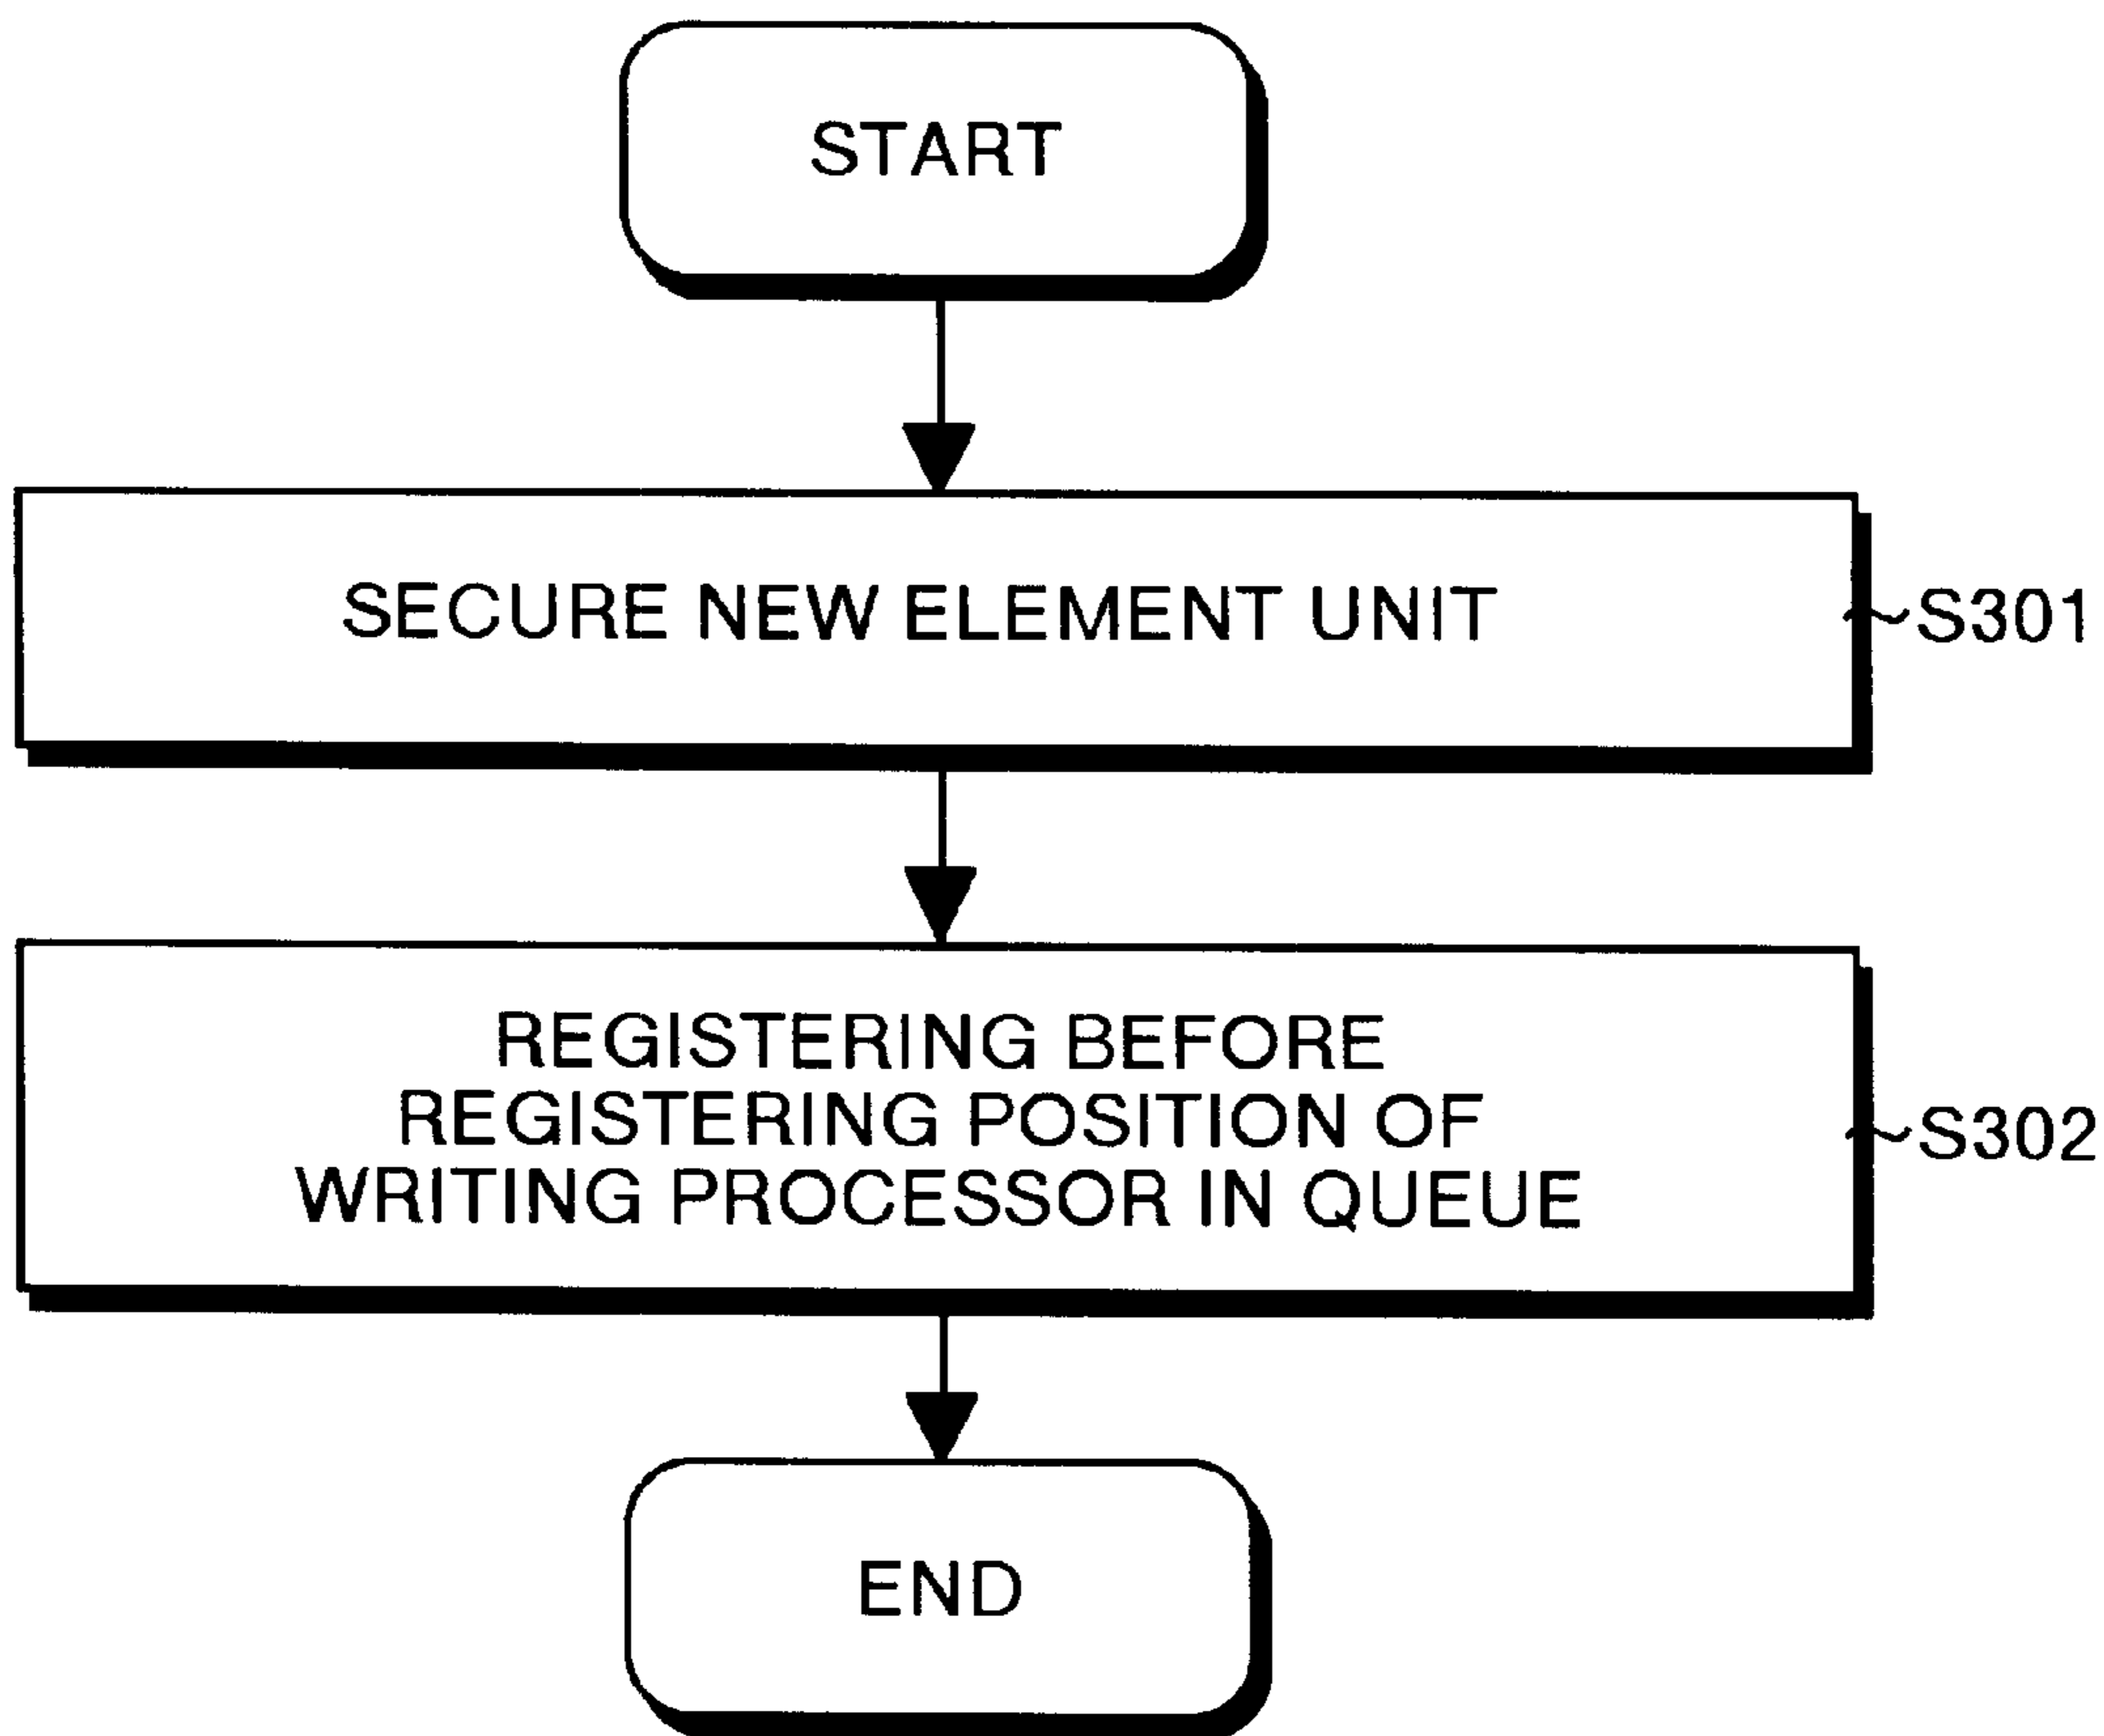 START
SECURE NEW ELEMENT UNIT
S301
REGISTERING BEFORE
REGISTERING POSITION OF
WRITING PROCESSOR IN QUEUE
S302
END